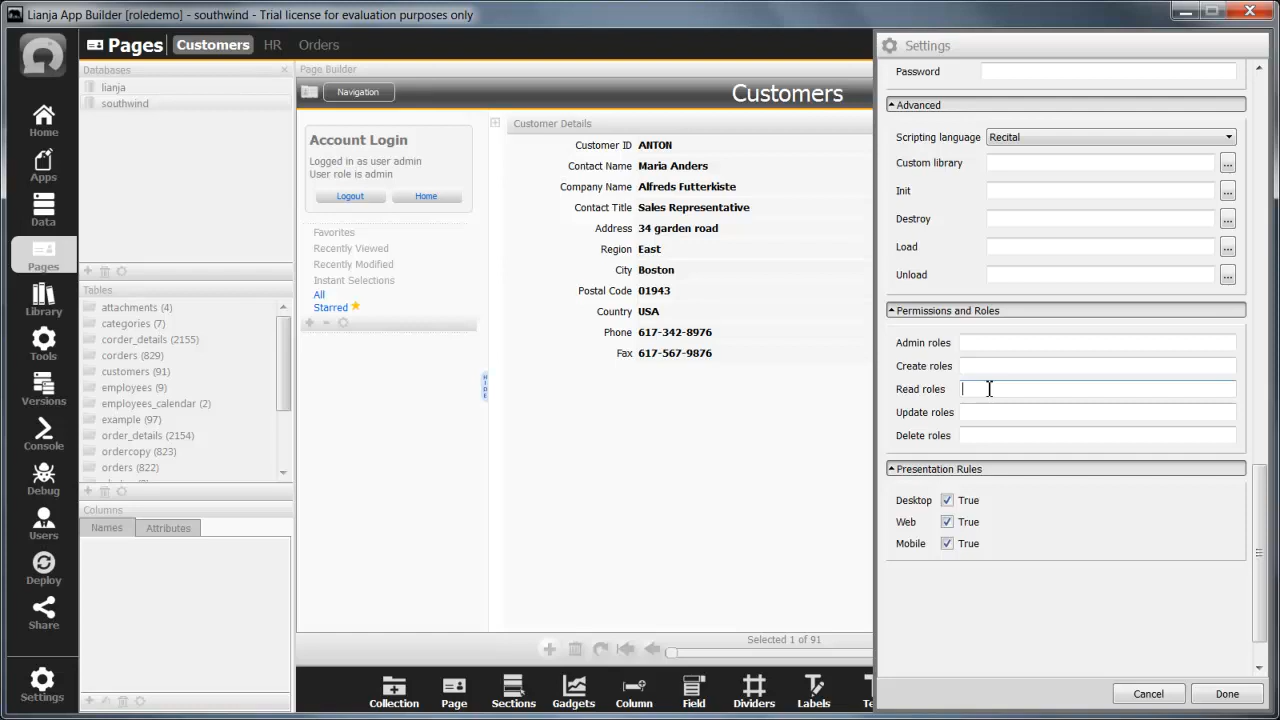 Lianja App Builder [roledemo] - southwind - Trial license for evaluation purposes only
Pages Customers HR Orders
Home
Apps
Data
Pages
Library
Tools
Versions
Console
Debug
Users
Deploy
Share
Settings
Databases
lianja
southwind
Tables
attachments (4)
categories (7)
corder_details (2155)
corders (829)
customers (91)
employees (9)
employees_calendar (2)
example (97)
order_details (2154)
ordercopy (823)
orders (822)
Columns
Names Attributes
Page Builder
Navigation Customers
Account Login
Logged in as user admin
User role is admin
Logout Home
Favorites
Recently Viewed
Recently Modified
Instant Selections
All
Starred
HIDE
Customer Details
Customer ID ANTON
Contact Name Maria Anders
Company Name Alfreds Futterkiste
Contact Title Sales Representative
Address 34 garden road
Region East
City Boston
Postal Code 01943
Country USA
Phone 617-342-8976
Fax 617-567-9876
Selected 1 of 91
Collection Page Sections Gadgets Column Field Dividers Labels Te
Settings
Password
Advanced
Scripting language Recital
Custom library ...
Init ...
Destroy ...
Load ...
Unload ...
Permissions and Roles
Admin roles
Create roles
Read roles
Update roles
Delete roles
Presentation Rules
Desktop True
Web True
Mobile True
Cancel Done